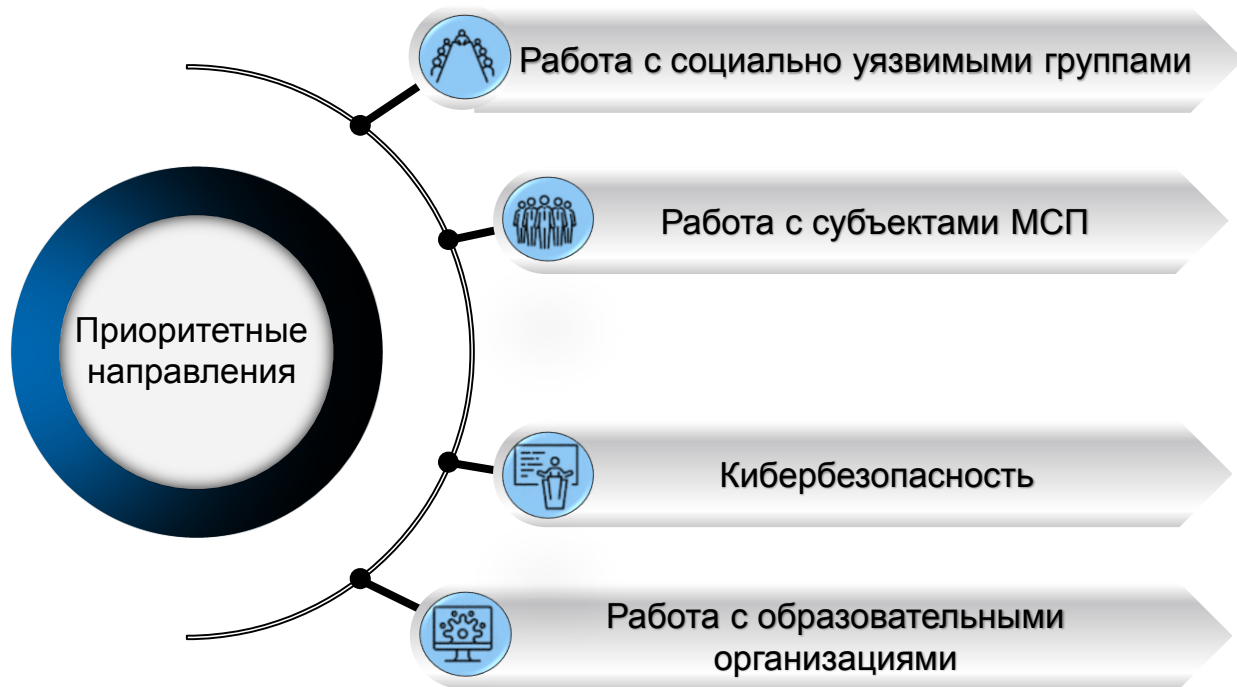 Работа с социально уязвимыми группами
Работа с субъектами МСП
Приоритетные
направления
Кибербезопасность
Работа с образовательными
организациями